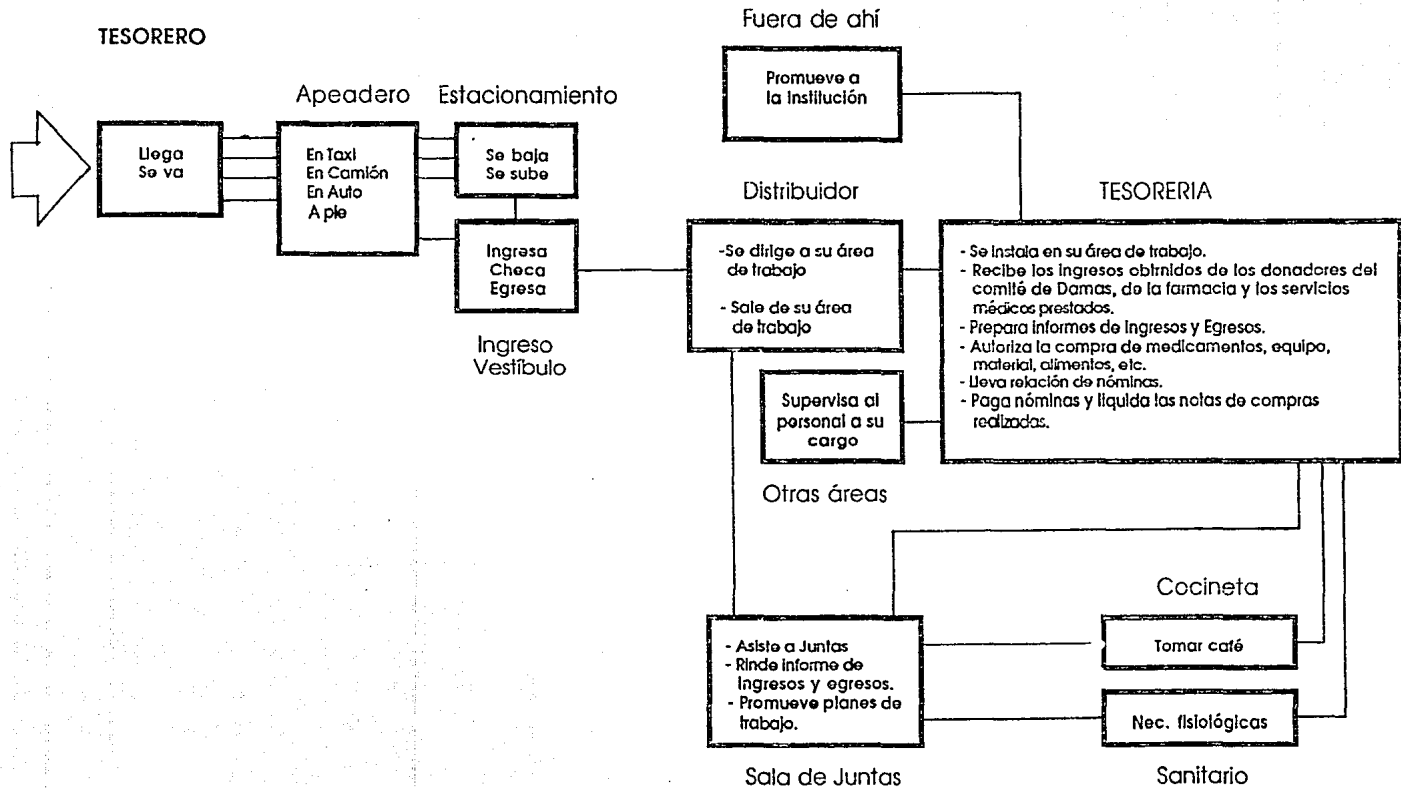 TESORERO
Llega
Se va
Apeadero
En Taxi
En Camión
En Auto
A pie
Estacionamiento
Se baja
Se sube
Ingresa
Checa
Egresa
Ingreso
Vestíbulo
Fuera de ahí
Promueve a
la institución
Distribuidor
-Se dirige a su área
de trabajo
- Sale de su área
de trabajo
Supervisa al
personal a su
cargo
Otras áreas
TESORERIA
- Se instala en su área de trabajo.
- Recibe los ingresos obtrnidos de los donadores del
comité de Damas, de la farmacia y los servicios
médicos prestados.
- Prepara informes de Ingresos y Egresos.
- Autoriza la compra de medicamentos, equipo,
material, alimentos, etc.
- Lleva relación de nóminas.
- Paga nóminas y liquida las notas de compras
realizadas.
- Asiste a Juntas
- Rinde informe de
Ingresos y egresos.
- Promueve planes de
trabajo.
Sala de Juntas
Cocineta
Tomar café
Nec. fisiológicas
Sanitario